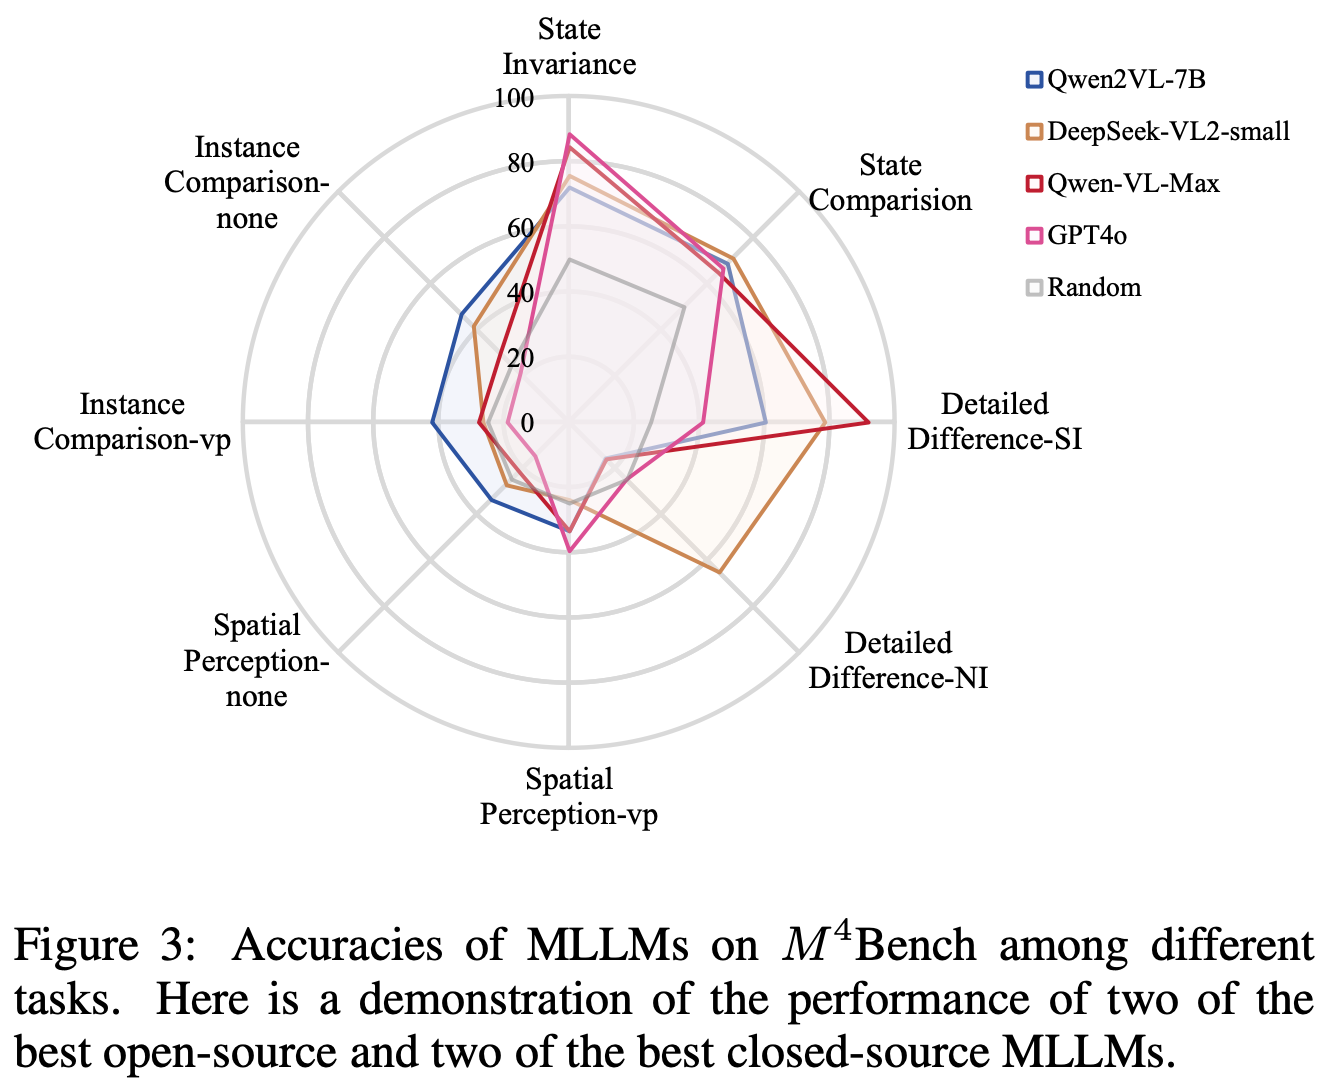 State
Invariance
100
80
60
40
20
0
State
Comparision
Detailed
Difference-SI
Detailed
Difference-NI
Spatial
Perception-vp
Spatial
Perception-
none
Instance
Comparison-vp
Instance
Comparison-
none
Qwen2VL-7B
DeepSeek-VL2-small
Qwen-VL-Max
GPT4o
Random
Figure 3: Accuracies of MLLMs on M⁴Bench among different
tasks. Here is a demonstration of the performance of two of the
best open-source and two of the best closed-source MLLMs.